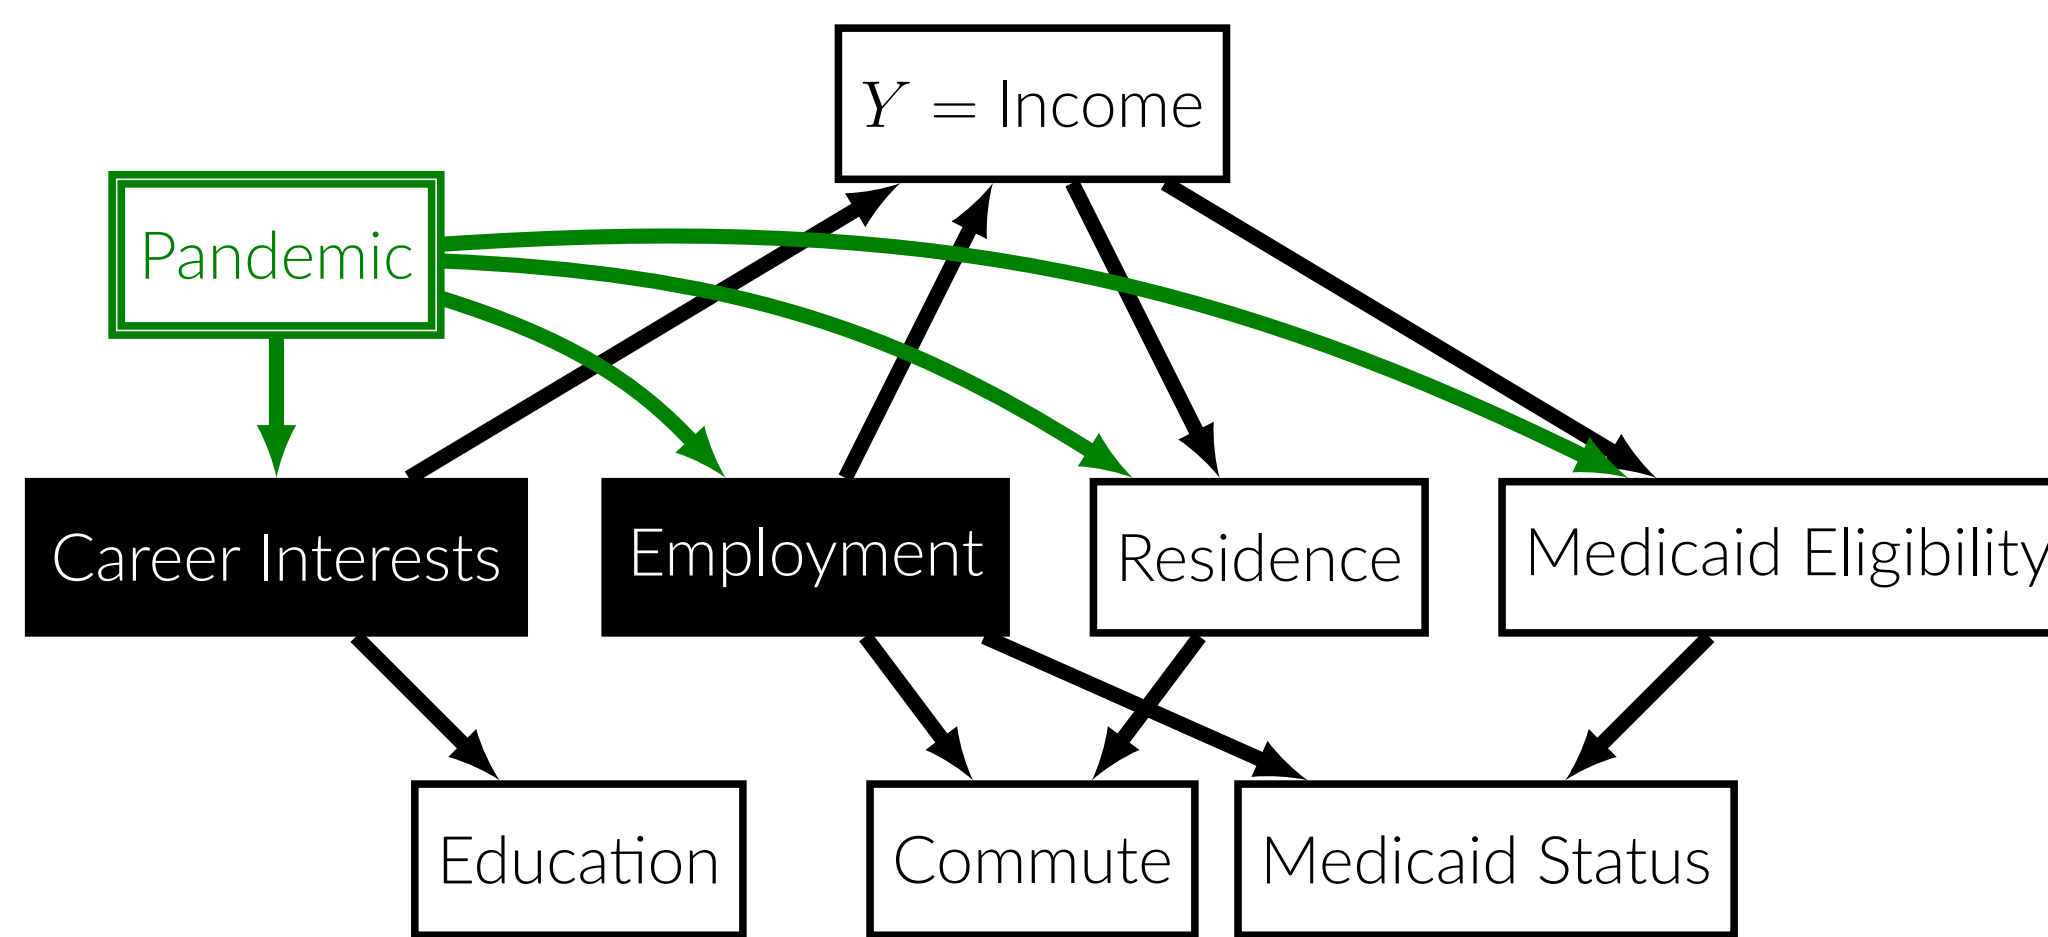 Y = Income
Pandemic
Career Interests
Employment
Residence
Medicaid Eligibility
Education
Commute
Medicaid Status